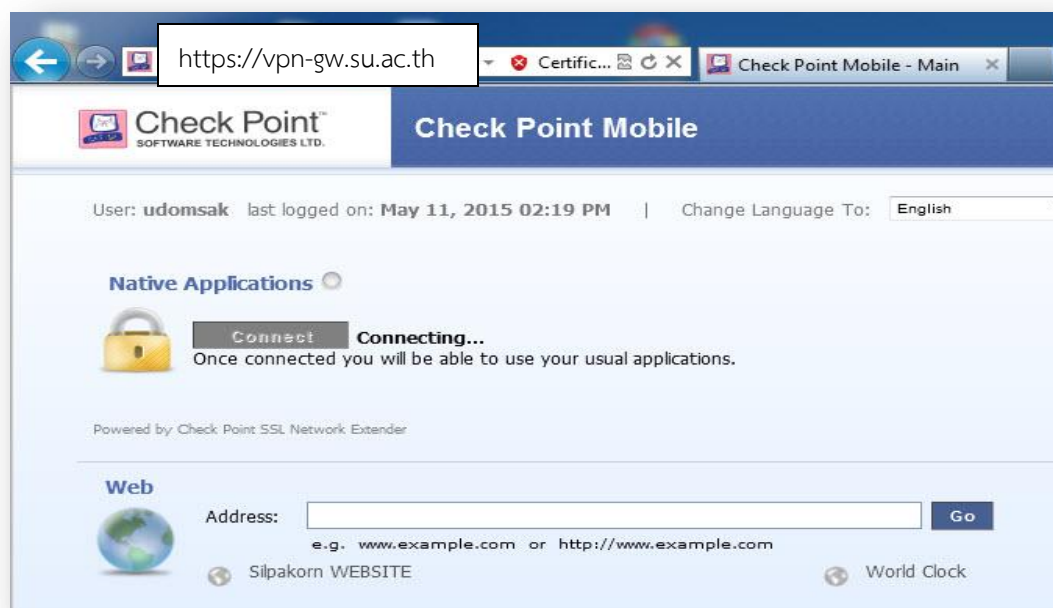 https://vpn-gw.su.ac.th
Certific...
Check Point Mobile - Main
Check Point™
SOFTWARE TECHNOLOGIES LTD.
Check Point Mobile
User: udomsak last logged on: May 11, 2015 02:19 PM | Change Language To: English
Native Applications
Connect Connecting...
Once connected you will be able to use your usual applications.
Powered by Check Point SSL Network Extender
Web
Address: Go
e.g. www.example.com or http://www.example.com
Silpakorn WEBSITE World Clock